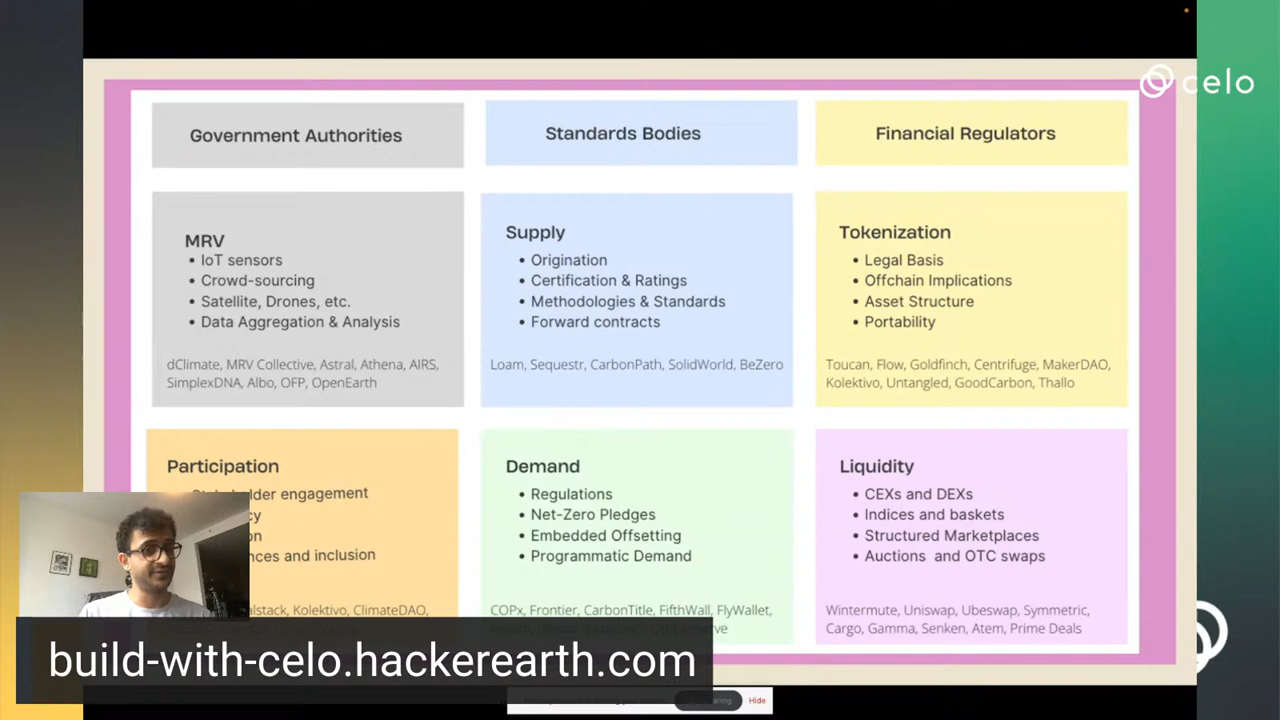 celo
Government Authorities
Standards Bodies
Financial Regulators
MRV
• IoT sensors
• Crowd-sourcing
• Satellite, Drones, etc.
• Data Aggregation & Analysis
dClimate, MRV Collective, Astral, Athena, AIRS,
SimplexDNA, Albo, OFP, OpenEarth
Supply
• Origination
• Certification & Ratings
• Methodologies & Standards
• Forward contracts
Loam, Sequestr, CarbonPath, SolidWorld, BeZero
Tokenization
• Legal Basis
• Offchain Implications
• Asset Structure
• Portability
Toucan, Flow, Goldfinch, Centrifuge, MakerDAO,
Kolektivo, Untangled, GoodCarbon, Thallo
Participation
engagement
and inclusion
Kolektivo, ClimateDAO,
Demand
• Regulations
• Net-Zero Pledges
• Embedded Offsetting
• Programmatic Demand
COPx, Frontier, CarbonTitle, FifthWall, FlyWallet,
Liquidity
• CEXs and DEXs
• Indices and baskets
• Structured Marketplaces
• Auctions and OTC swaps
Wintermute, Uniswap, Ubeswap, Symmetric,
Cargo, Gamma, Senken, Atem, Prime Deals
build-with-celo.hackerearth.com
Hide